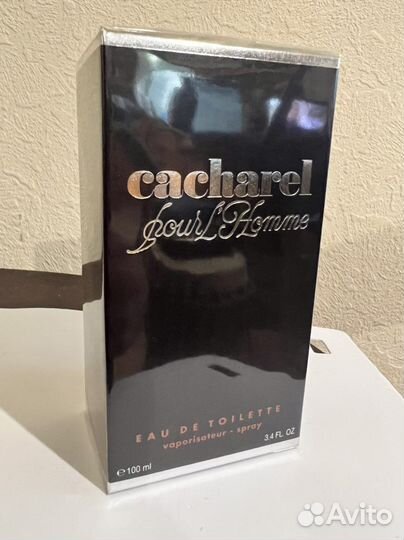 cacharel
pour L'Homme
EAU DE TOILETTE
vaporisateur - spray
℮ 100 ml
3.4 FL. OZ
Avito